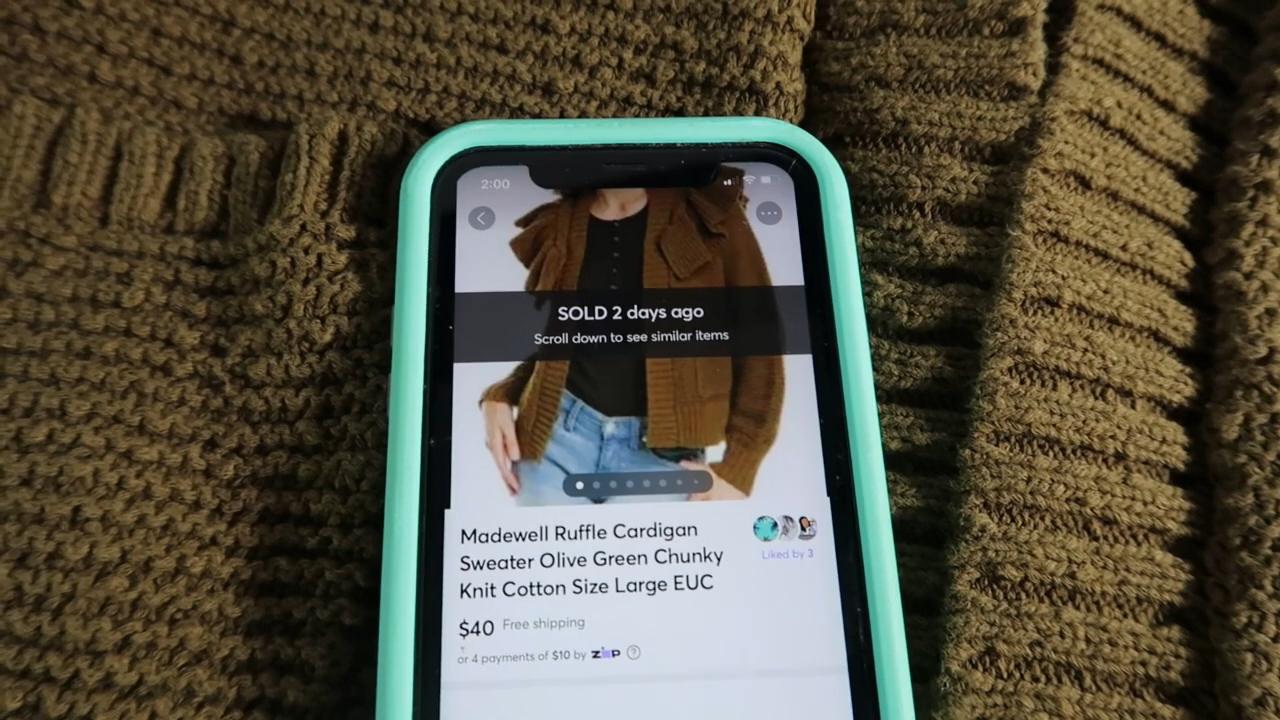 2:00
SOLD 2 days ago
Scroll down to see similar items
Madewell Ruffle Cardigan
Sweater Olive Green Chunky
Knit Cotton Size Large EUC
Liked by 3
$40 Free shipping
or 4 payments of $10 by ZIP ?